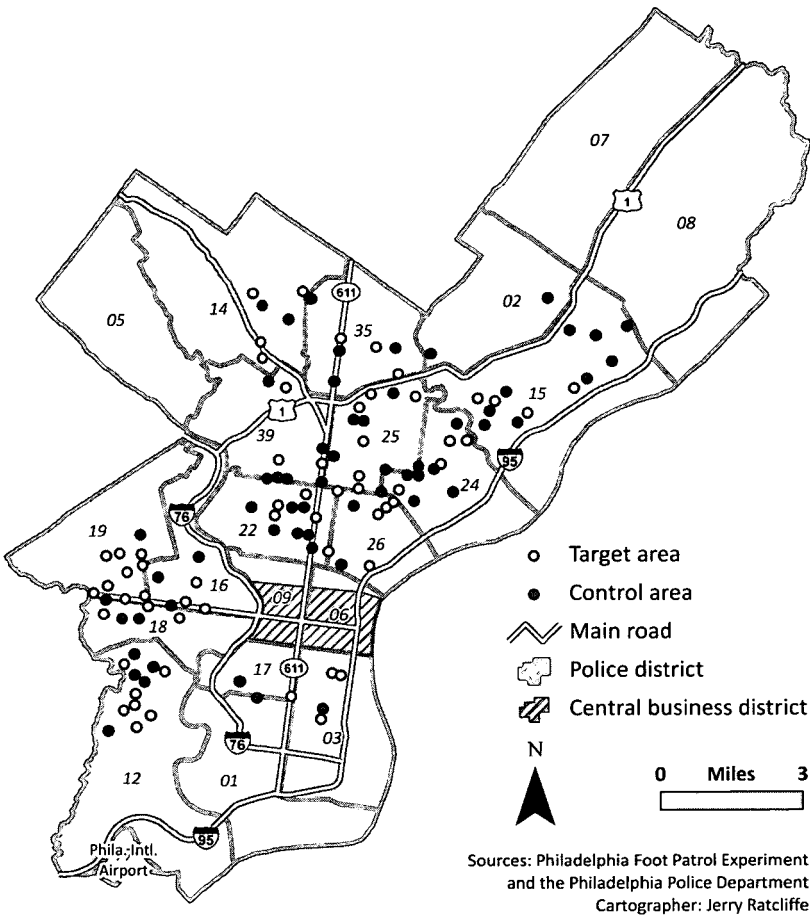 07
1
08
611
14
02
05
35
15
1
39
25
95
24
76
19
22
26
16
09
06
18
17
611
03
76
12
01
95
Phila. Intl.
Airport
Target area
Control area
Main road
Police district
Central business district
N
0 Miles 3
Sources: Philadelphia Foot Patrol Experiment
and the Philadelphia Police Department
Cartographer: Jerry Ratcliffe